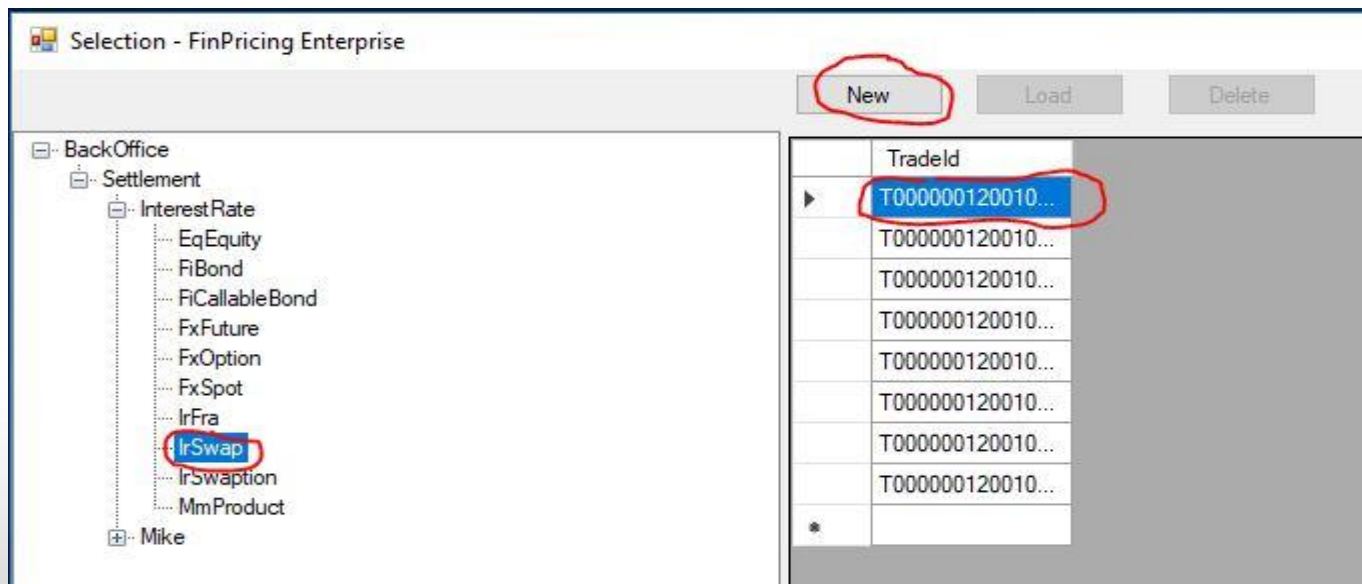 Selection - FinPricing Enterprise
New Load Delete
BackOffice
Settlement
InterestRate
EqEquity
FiBond
FiCallableBond
FxFuture
FxOption
FxSpot
IrFra
IrSwap
IrSwaption
MmProduct
Mike
TradeId
T000000120010...
T000000120010...
T000000120010...
T000000120010...
T000000120010...
T000000120010...
T000000120010...
T000000120010...